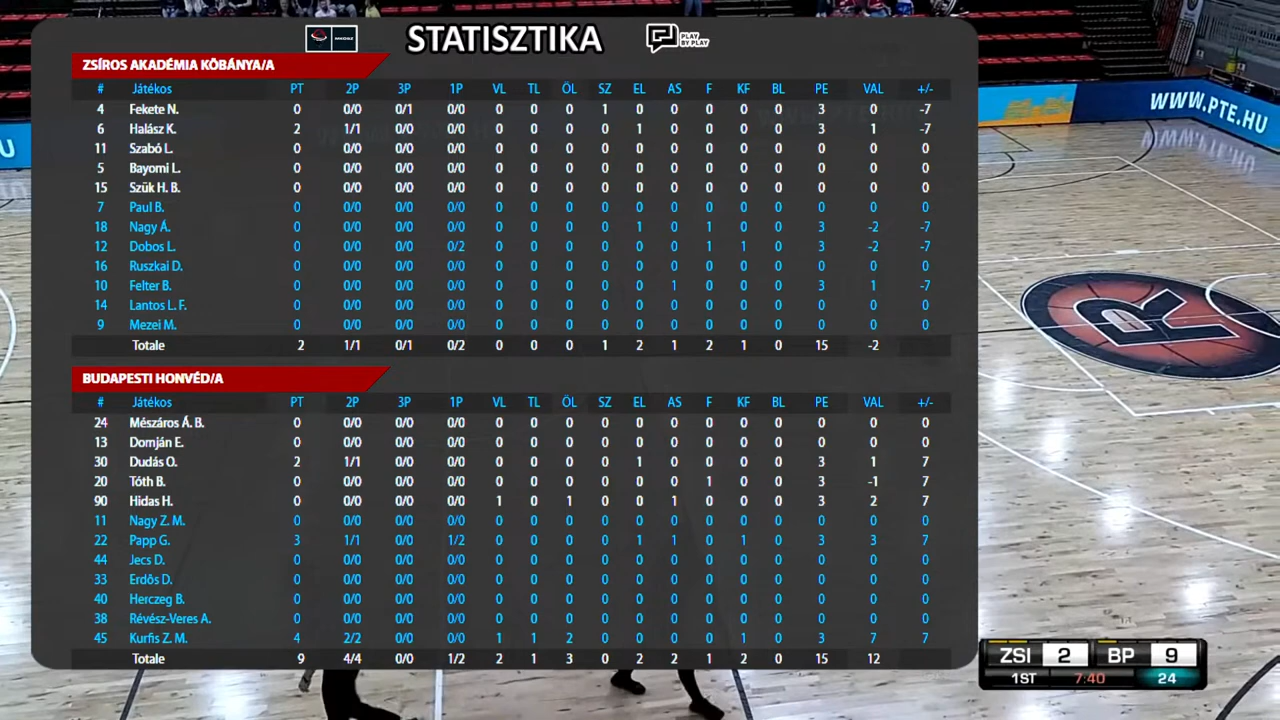 STATISZTIKA
PLAY BY PLAY
ZSÍROS AKADÉMIA KŐBÁNYA/A
# Játékos PT 2P 3P 1P VL TL ÖL SZ EL AS F KF BL PE VAL +/-
4 Fekete N. 0 0/0 0/1 0/0 0 0 0 1 0 0 0 0 0 3 0 -7
6 Halász K. 2 1/1 0/0 0/0 0 0 0 0 1 0 0 0 0 3 1 -7
11 Szabó L. 0 0/0 0/0 0/0 0 0 0 0 0 0 0 0 0 0 0 0
5 Bayomi L. 0 0/0 0/0 0/0 0 0 0 0 0 0 0 0 0 0 0 0
15 Szük H. B. 0 0/0 0/0 0/0 0 0 0 0 0 0 0 0 0 0 0 0
7 Paul B. 0 0/0 0/0 0/0 0 0 0 0 0 0 0 0 0 0 0 0
18 Nagy Á. 0 0/0 0/0 0/0 0 0 0 0 1 0 1 0 0 3 -2 -7
12 Dobos L. 0 0/0 0/0 0/2 0 0 0 0 0 0 1 1 0 3 -2 -7
16 Ruszkai D. 0 0/0 0/0 0/0 0 0 0 0 0 0 0 0 0 0 0 0
10 Felter B. 0 0/0 0/0 0/0 0 0 0 0 0 1 0 0 0 3 1 -7
14 Lantos L. F. 0 0/0 0/0 0/0 0 0 0 0 0 0 0 0 0 0 0 0
9 Mezei M. 0 0/0 0/0 0/0 0 0 0 0 0 0 0 0 0 0 0 0
Totale 2 1/1 0/1 0/2 0 0 0 1 2 1 2 1 0 15 -2
BUDAPESTI HONVÉD/A
# Játékos PT 2P 3P 1P VL TL ÖL SZ EL AS F KF BL PE VAL +/-
24 Mészáros Á. B. 0 0/0 0/0 0/0 0 0 0 0 0 0 0 0 0 0 0 0
13 Domján E. 0 0/0 0/0 0/0 0 0 0 0 0 0 0 0 0 0 0 0
30 Dudás O. 2 1/1 0/0 0/0 0 0 0 0 1 0 0 0 0 3 1 7
20 Tóth B. 0 0/0 0/0 0/0 0 0 0 0 0 0 1 0 0 3 -1 7
90 Hidas H. 0 0/0 0/0 0/0 1 0 1 0 0 1 0 0 0 3 2 7
11 Nagy Z. M. 0 0/0 0/0 0/0 0 0 0 0 0 0 0 0 0 0 0 0
22 Papp G. 3 1/1 0/0 1/2 0 0 0 0 1 1 0 1 0 3 3 7
44 Jecs D. 0 0/0 0/0 0/0 0 0 0 0 0 0 0 0 0 0 0 0
33 Erdős D. 0 0/0 0/0 0/0 0 0 0 0 0 0 0 0 0 0 0 0
40 Herczeg B. 0 0/0 0/0 0/0 0 0 0 0 0 0 0 0 0 0 0 0
38 Révész-Veres A. 0 0/0 0/0 0/0 0 0 0 0 0 0 0 0 0 0 0 0
45 Kurfis Z. M. 4 2/2 0/0 0/0 1 1 2 0 0 0 0 1 0 3 7 7
Totale 9 4/4 0/0 1/2 2 1 3 0 2 2 1 2 0 15 12
WWW.PTE.HU
U
R
ZSI 2 BP 9
1ST 7:40 24